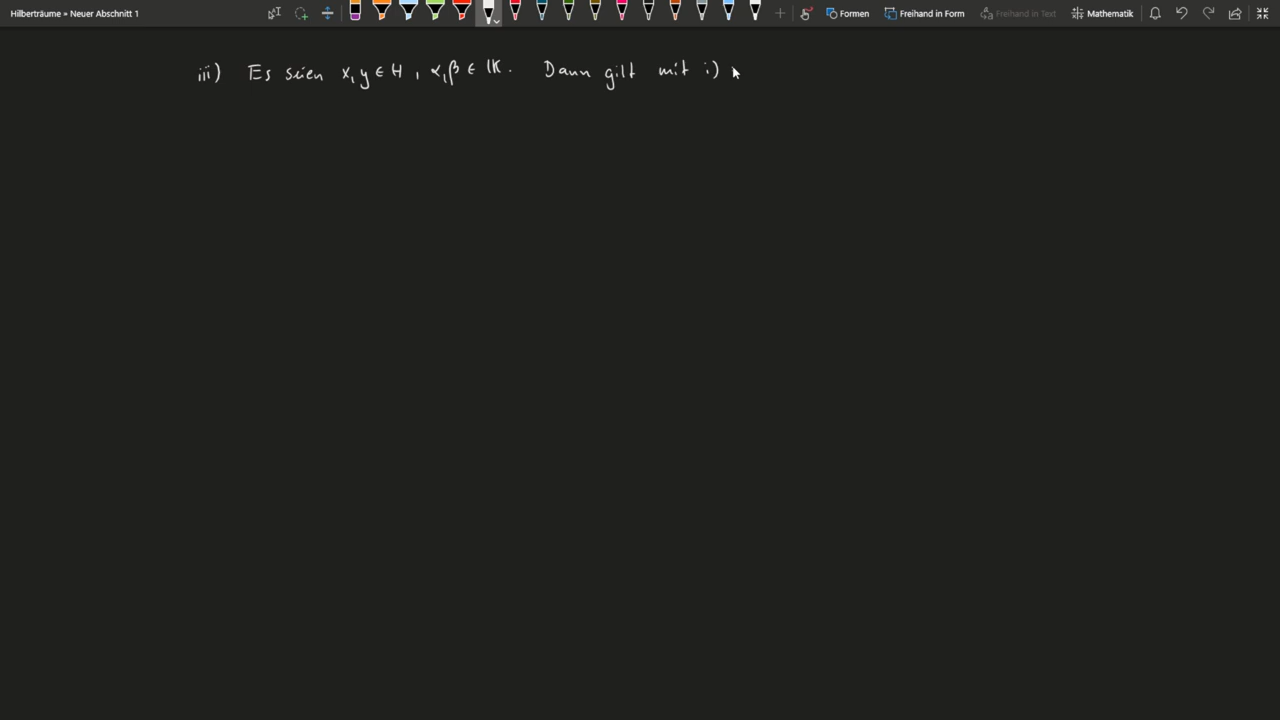 Hilberträume » Neuer Abschnitt 1
Formen
Freihand in Form
Freihand in Text
Mathematik
iii) Es seien x, y ∈ H, α, β ∈ 𝕂. Dann gilt mit i)